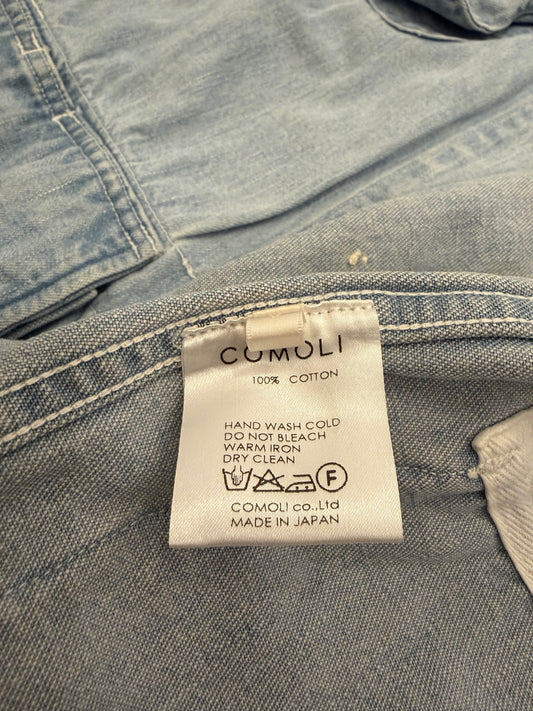 COMOLI
100% COTTON
HAND WASH COLD
DO NOT BLEACH
WARM IRON
DRY CLEAN
F
COMOLI co.,Ltd
MADE IN JAPAN